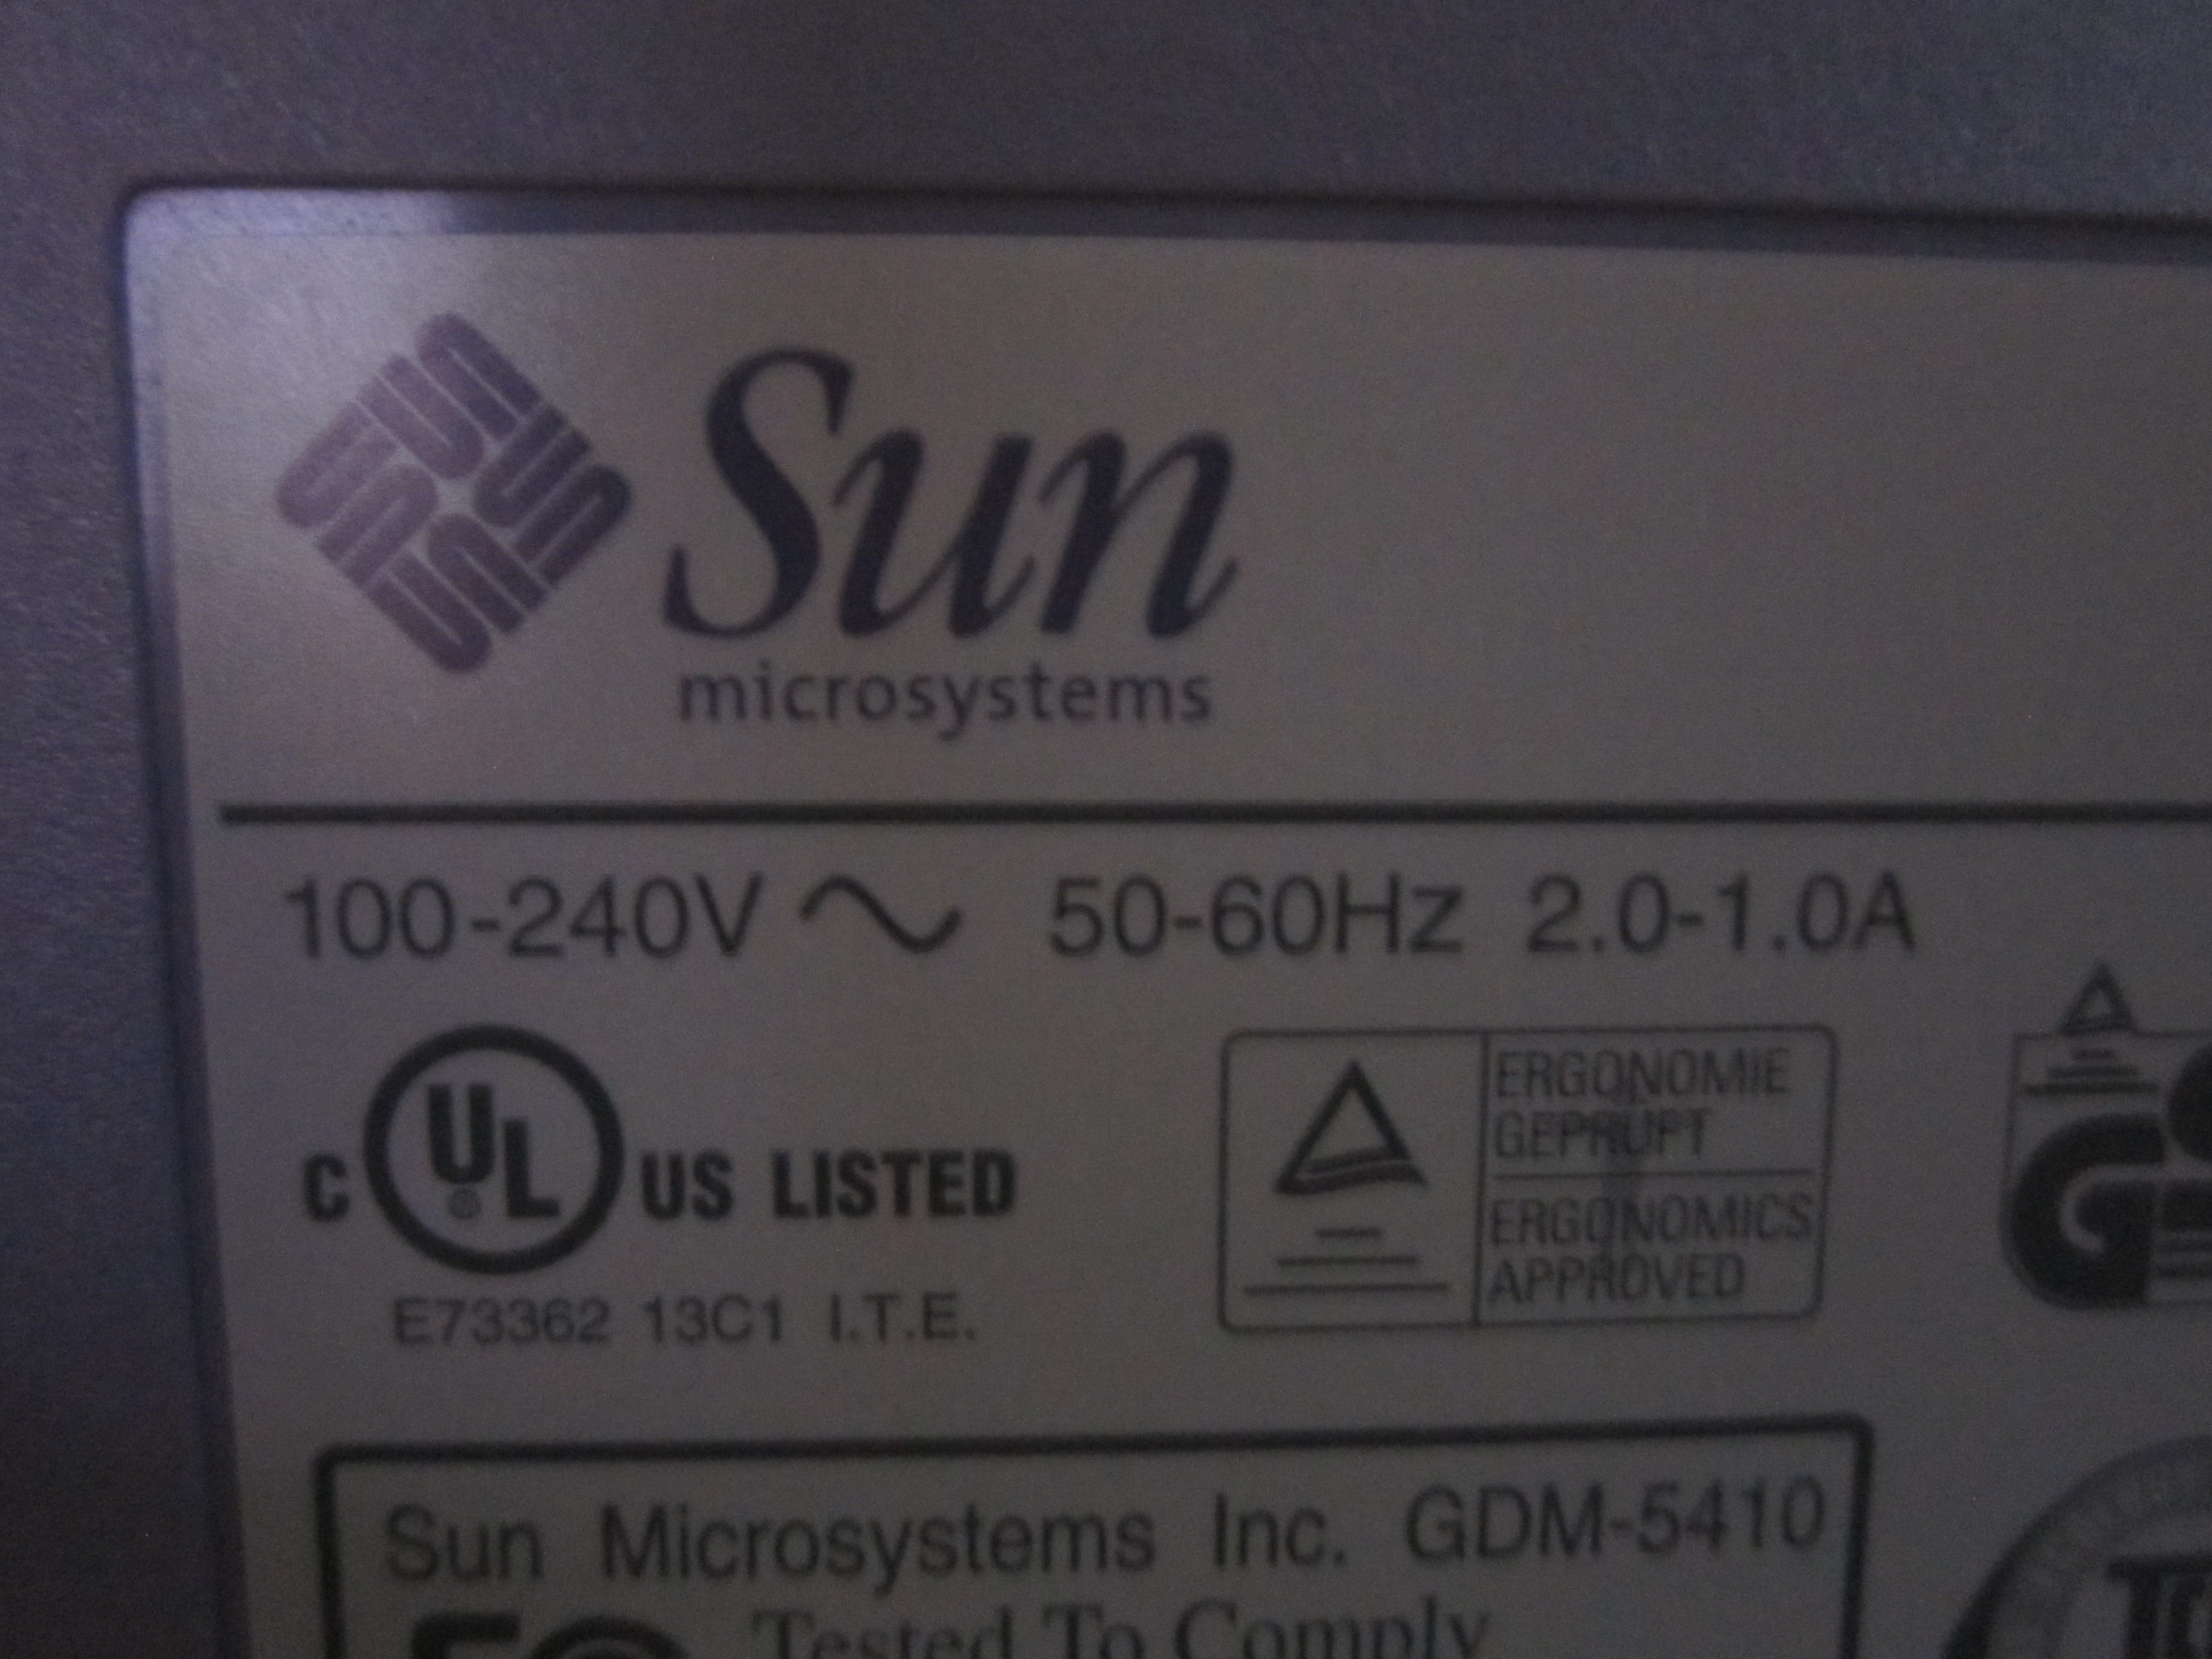 Sun
microsystems
100-240V ~ 50-60Hz 2.0-1.0A
C UL ® US LISTED
E73362 13C1 I.T.E.
ERGONOMIE
GEPRÜFT
ERGONOMICS
APPROVED
GS
Sun Microsystems Inc. GDM-5410
Tested To Comply